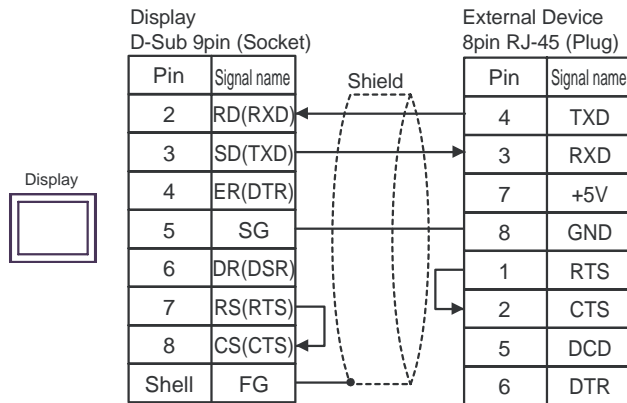 Display
D-Sub 9pin (Socket)
External Device
8pin RJ-45 (Plug)
Pin Signal name
Shield
Pin Signal name
2 RD(RXD)
4 TXD
3 SD(TXD)
3 RXD
Display
4 ER(DTR)
7 +5V
5 SG
8 GND
6 DR(DSR)
1 RTS
7 RS(RTS)
2 CTS
8 CS(CTS)
5 DCD
Shell FG
6 DTR